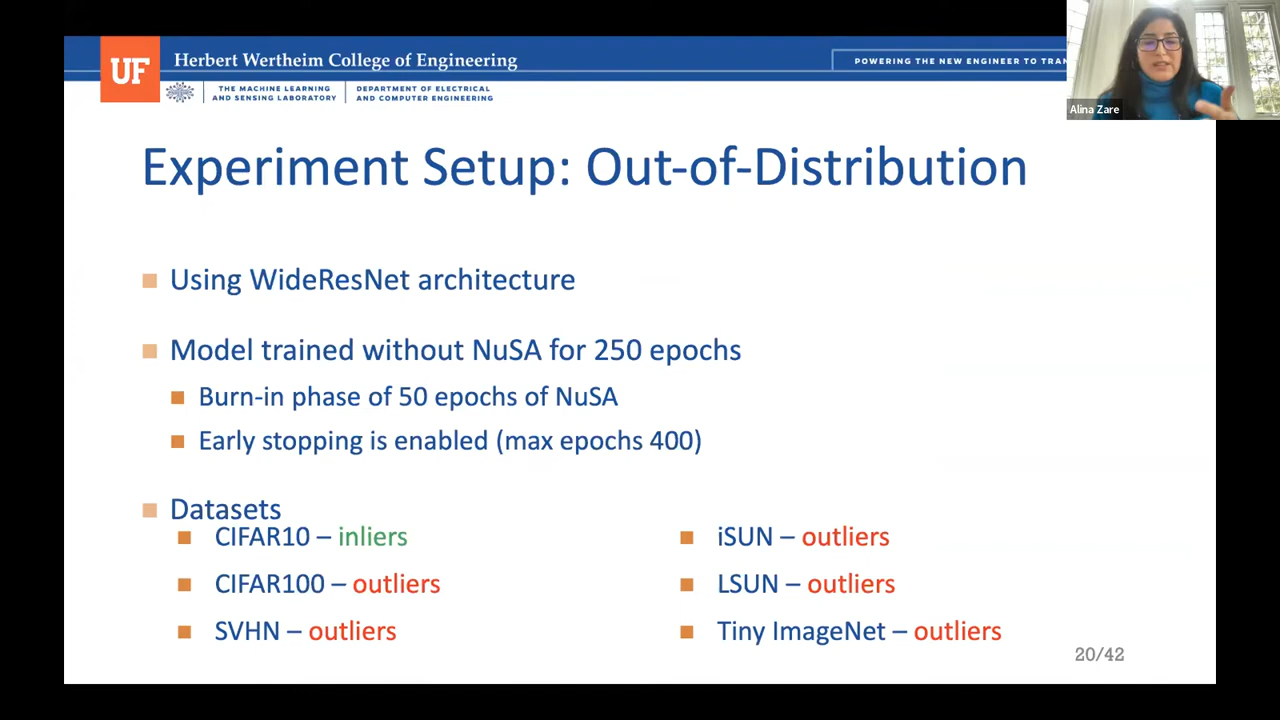 UF
Herbert Wertheim College of Engineering
POWERING THE NEW ENGINEER TO TRAN
THE MACHINE LEARNING
AND SENSING LABORATORY
DEPARTMENT OF ELECTRICAL
AND COMPUTER ENGINEERING
Alina Zare
Experiment Setup: Out-of-Distribution
Using WideResNet architecture
Model trained without NuSA for 250 epochs
Burn-in phase of 50 epochs of NuSA
Early stopping is enabled (max epochs 400)
Datasets
CIFAR10 – inliers
CIFAR100 – outliers
SVHN – outliers
iSUN – outliers
LSUN – outliers
Tiny ImageNet – outliers
20/42